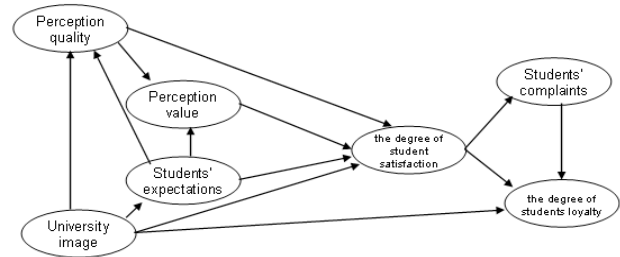 Perception
quality
Perception
value
Students'
expectations
University
image
the degree of
student
satisfaction
Students'
complaints
the degree of
students loyalty